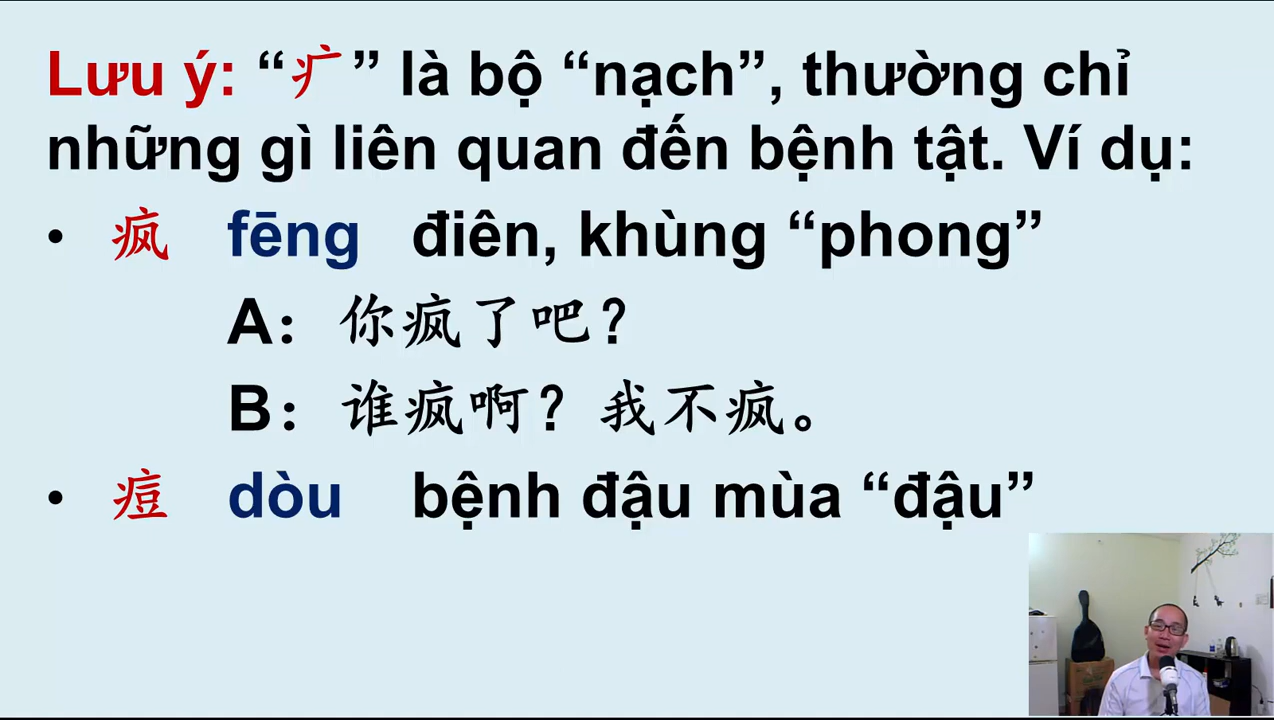 Lưu ý: “疒” là bộ “nạch”, thường chỉ
những gì liên quan đến bệnh tật. Ví dụ:
• 疯 fēng điên, khùng “phong”
A：你疯了吧？
B：谁疯啊？我不疯。
• 痘 dòu bệnh đậu mùa “đậu”